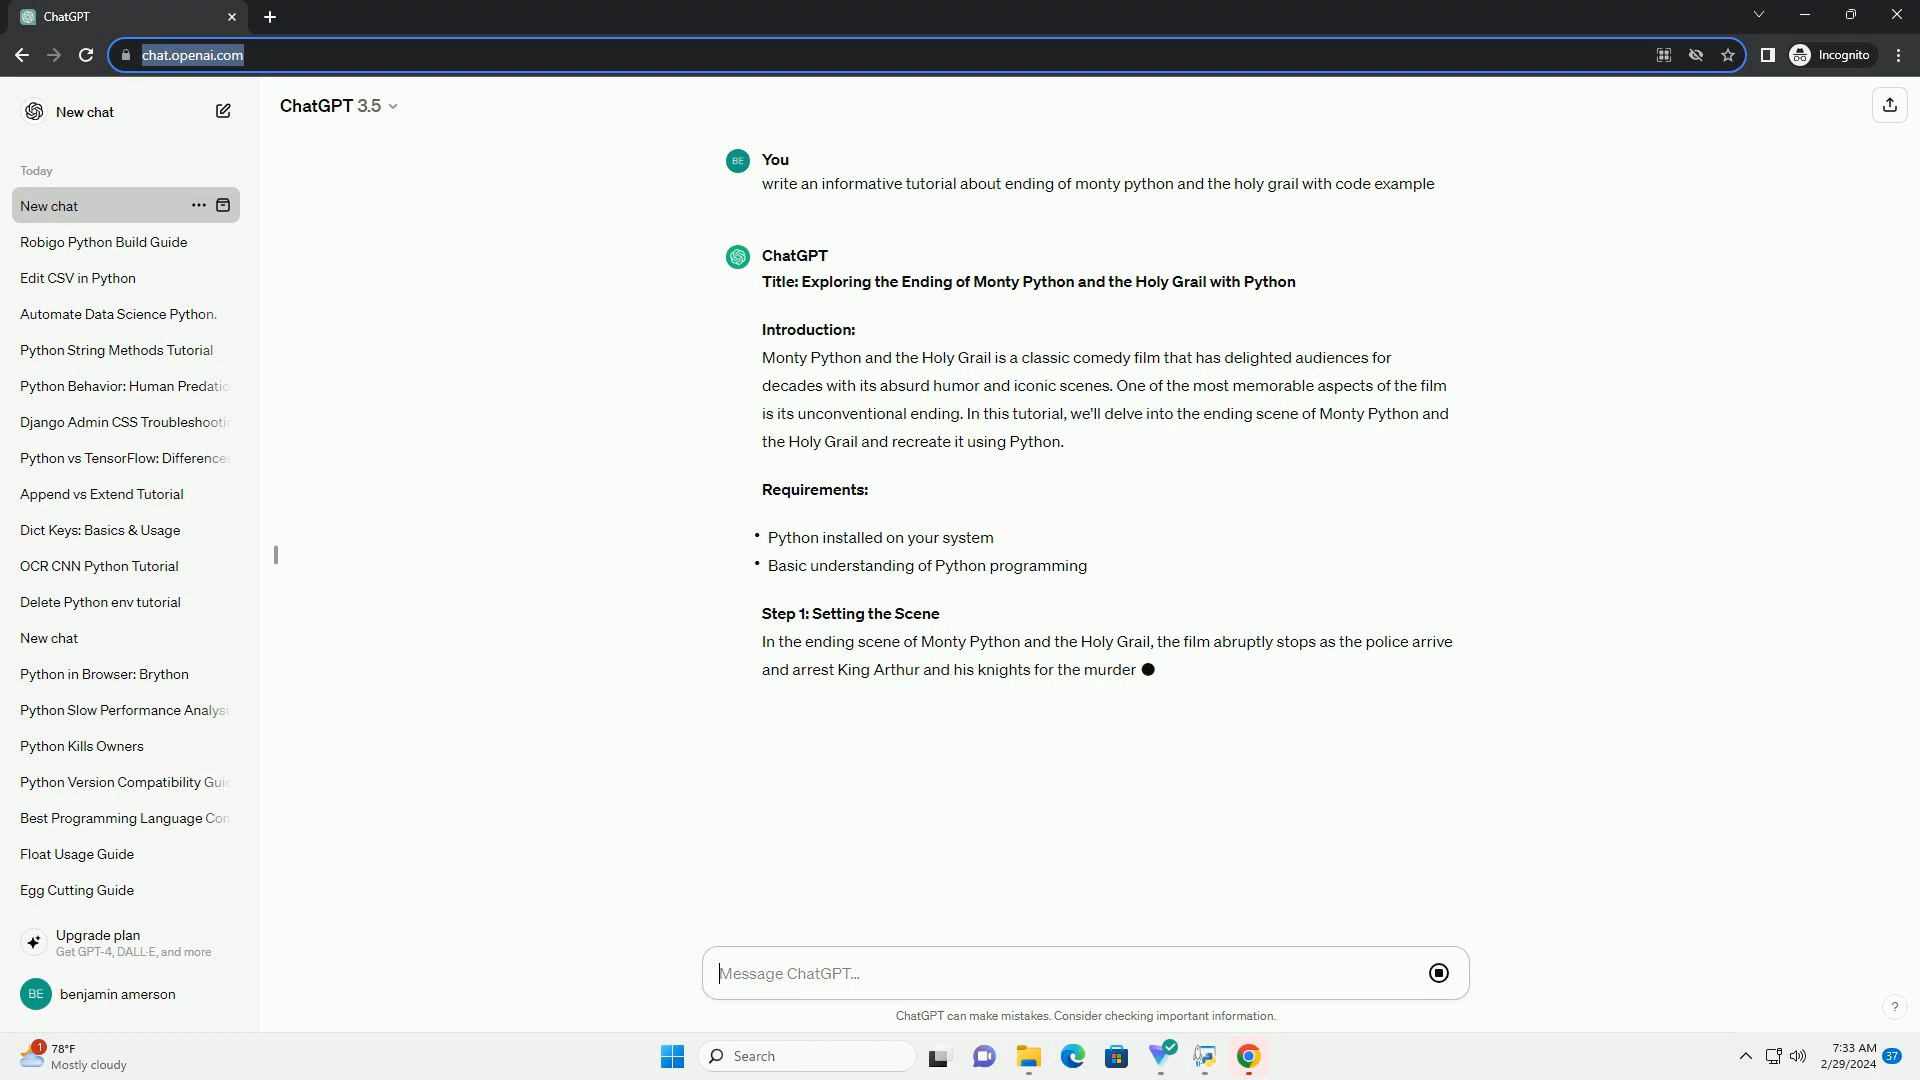 ChatGPT
chat.openai.com
Incognito
New chat
ChatGPT 3.5
Today
New chat
Robigo Python Build Guide
Edit CSV in Python
Automate Data Science Python.
Python String Methods Tutorial
Python Behavior: Human Predatio
Django Admin CSS Troubleshooti
Python vs TensorFlow: Differences
Append vs Extend Tutorial
Dict Keys: Basics & Usage
OCR CNN Python Tutorial
Delete Python env tutorial
New chat
Python in Browser: Brython
Python Slow Performance Analysi
Python Kills Owners
Python Version Compatibility Guid
Best Programming Language Con
Float Usage Guide
Egg Cutting Guide
Upgrade plan
Get GPT-4, DALL·E, and more
BE
benjamin amerson
BE
You
write an informative tutorial about ending of monty python and the holy grail with code example
ChatGPT
Title: Exploring the Ending of Monty Python and the Holy Grail with Python
Introduction:
Monty Python and the Holy Grail is a classic comedy film that has delighted audiences for
decades with its absurd humor and iconic scenes. One of the most memorable aspects of the film
is its unconventional ending. In this tutorial, we'll delve into the ending scene of Monty Python and
the Holy Grail and recreate it using Python.
Requirements:
• Python installed on your system
• Basic understanding of Python programming
Step 1: Setting the Scene
In the ending scene of Monty Python and the Holy Grail, the film abruptly stops as the police arrive
and arrest King Arthur and his knights for the murder
Message ChatGPT...
ChatGPT can make mistakes. Consider checking important information.
?
1
78°F
Mostly cloudy
Search
7:33 AM
2/29/2024
37